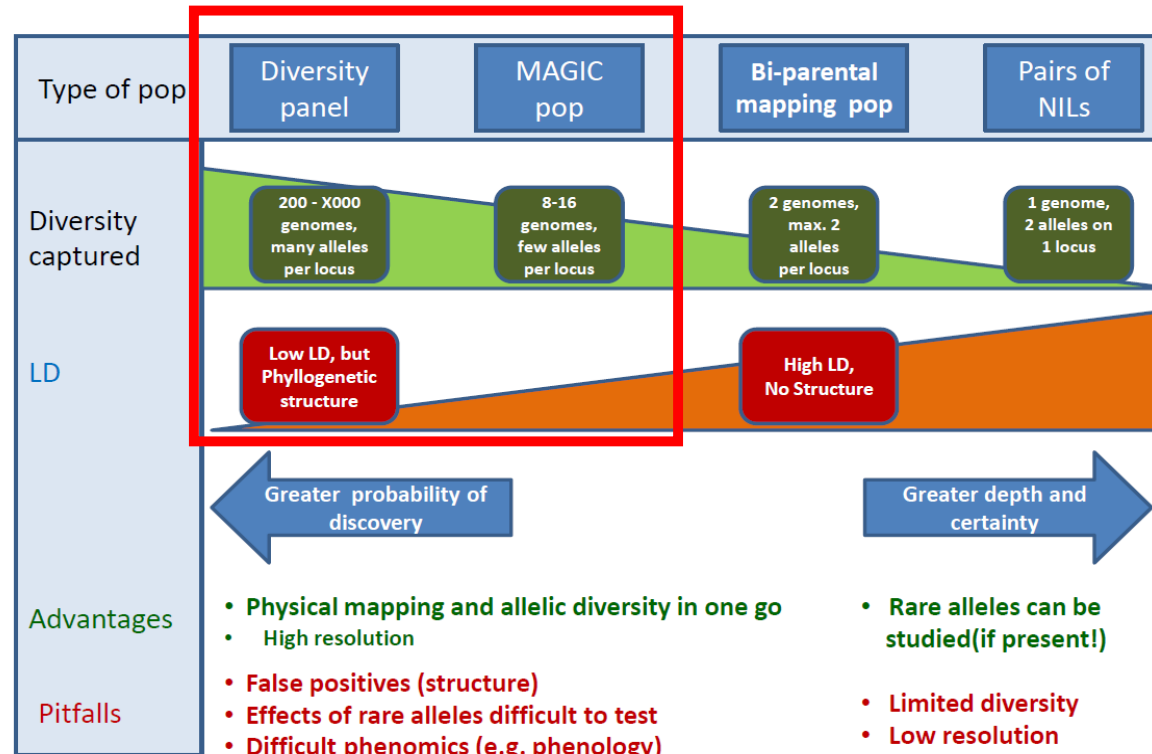 Type of pop
Diversity
panel
MAGIC
pop
Bi-parental
mapping pop
Pairs of
NILs
Diversity
captured
200 - X000
genomes,
many alleles
per locus
8-16
genomes,
few alleles
per locus
2 genomes,
max. 2
alleles
per locus
1 genome,
2 alleles on
1 locus
LD
Low LD, but
Phyllogenetic
structure
High LD,
No Structure
Greater probability of
discovery
Greater depth and
certainty
Advantages
• Physical mapping and allelic diversity in one go
• High resolution
• Rare alleles can be
studied(if present!)
Pitfalls
• False positives (structure)
• Effects of rare alleles difficult to test
• Difficult phenomics (e.g. phenology)
• Limited diversity
• Low resolution